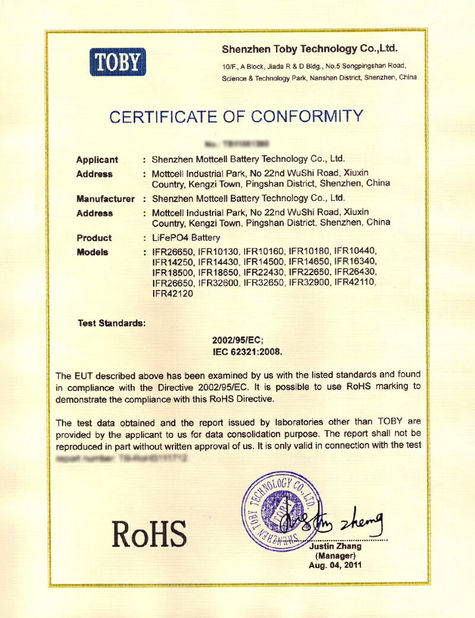 TOBY
Shenzhen Toby Technology Co.,Ltd.
10/F., A Block, Jiada R & D Bldg., No.5 Songpingshan Road,
Science & Technology Park, Nanshan District, Shenzhen, China
CERTIFICATE OF CONFORMITY
Applicant : Shenzhen Mottcell Battery Technology Co., Ltd.
Address : Mottcell Industrial Park, No 22nd WuShi Road, Xiuxin
Country, Kengzi Town, Pingshan District, Shenzhen, China
Manufacturer : Shenzhen Mottcell Battery Technology Co., Ltd.
Address : Mottcell Industrial Park, No 22nd WuShi Road, Xiuxin
Country, Kengzi Town, Pingshan District, Shenzhen, China
Product : LiFePO4 Battery
Models : IFR26650, IFR10130, IFR10160, IFR10180, IFR10440,
IFR14250, IFR14430, IFR14500, IFR14650, IFR16340,
IFR18500, IFR18650, IFR22430, IFR22650, IFR26430,
IFR26650, IFR32600, IFR32650, IFR32900, IFR42110,
IFR42120
Test Standards:
2002/95/EC;
IEC 62321:2008.
The EUT described above has been examined by us with the listed standards and found
in compliance with the Directive 2002/95/EC. It is possible to use RoHS marking to
demonstrate the compliance with this RoHS Directive.
The test data obtained and the report issued by laboratories other than TOBY are
provided by the applicant to us for data consolidation purpose. The report shall not be
reproduced in part without written approval of us. It is only valid in connection with the test
RoHS
SHENZHEN TOBY TECHNOLOGY CO., LTD.
Justin Zhang
(Manager)
Aug. 04, 2011